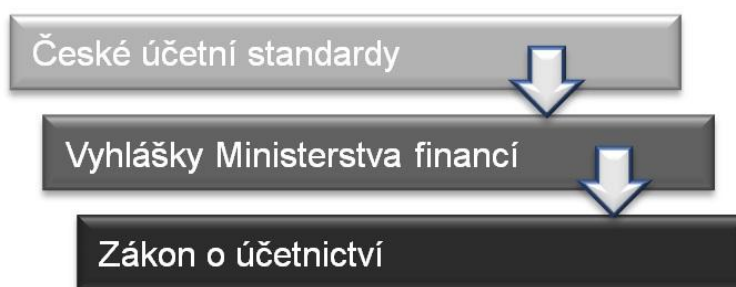 České účetní standardy
Vyhlášky Ministerstva financí
Zákon o účetnictví